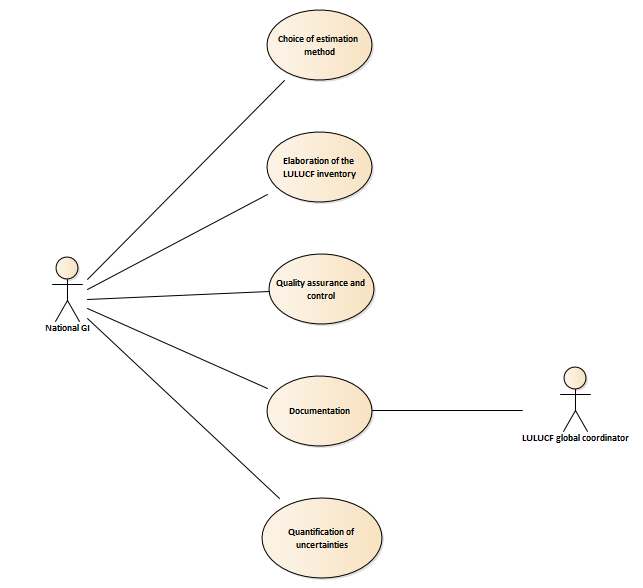 Choice of estimation
method
Elaboration of the
LULUCF inventory
Quality assurance and
control
National GI
Documentation
LULUCF global coordinator
Quantification of
uncertainties